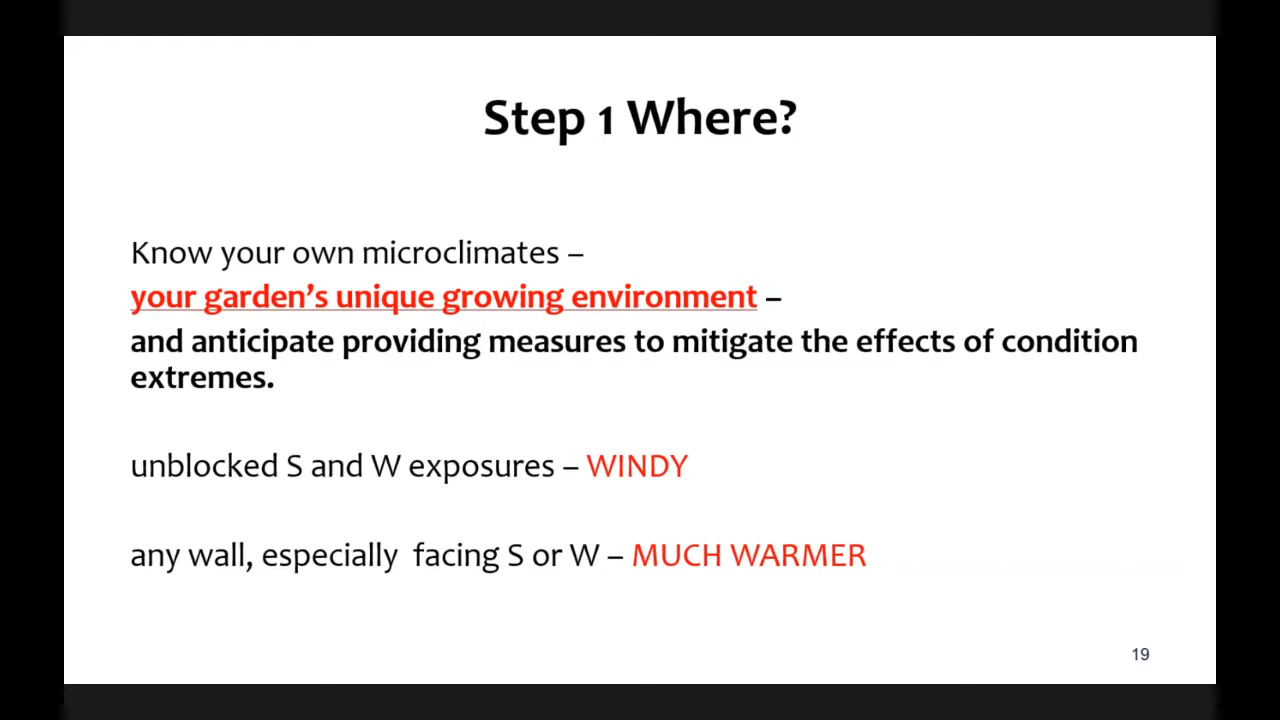 Step 1 Where?
Know your own microclimates –
your garden's unique growing environment –
and anticipate providing measures to mitigate the effects of condition
extremes.
unblocked S and W exposures – WINDY
any wall, especially  facing S or W – MUCH WARMER
19